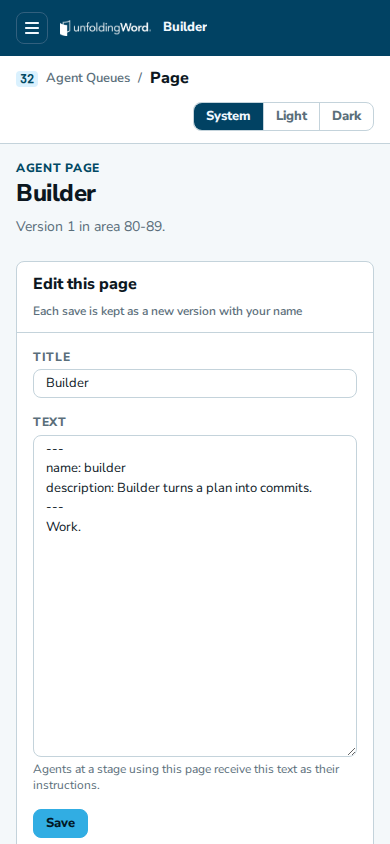 unfoldingWord. Builder
32 Agent Queues / Page
System Light Dark
AGENT PAGE
Builder
Version 1 in area 80-89.
Edit this page
Each save is kept as a new version with your name
TITLE
Builder
TEXT
---
name: builder
description: Builder turns a plan into commits.
---
Work.
Agents at a stage using this page receive this text as their
instructions.
Save